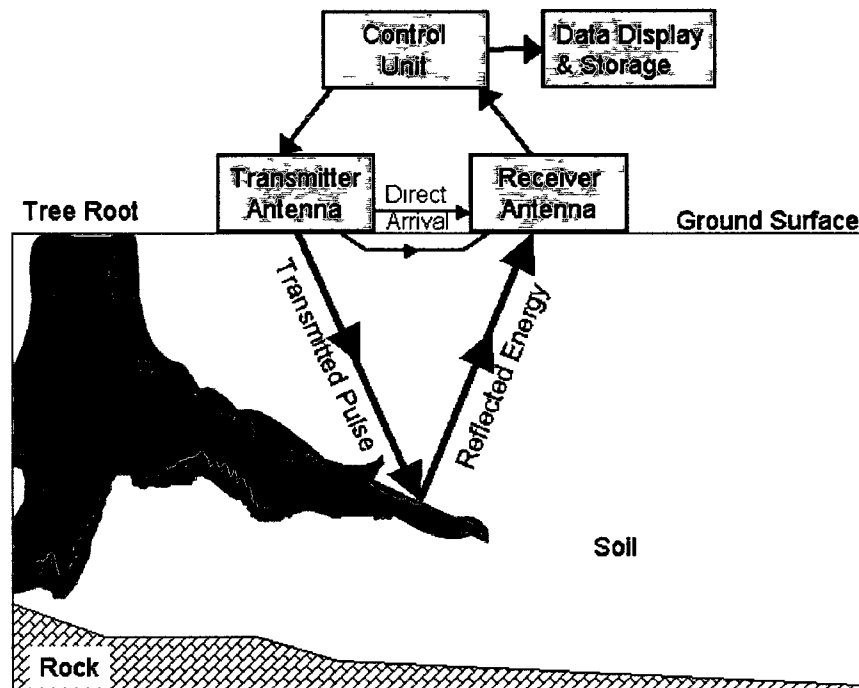 Control
Unit
Data Display
& Storage
Transmitter
Antenna
Direct
Arrival
Receiver
Antenna
Tree Root
Ground Surface
Transmitted Pulse
Reflected Energy
Soil
Rock